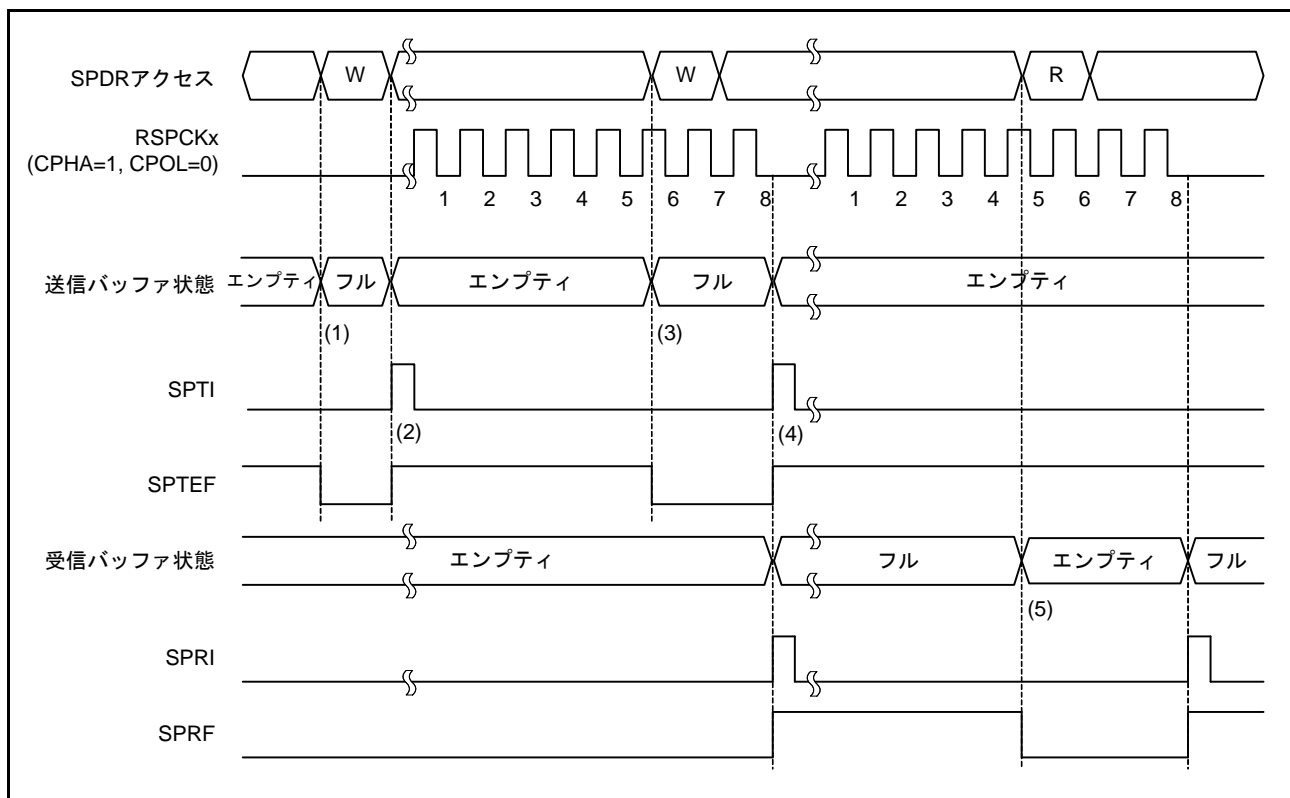 SPDRアクセス
W
W
R
RSPCKx
(CPHA=1, CPOL=0)
1 2 3 4 5 6 7 8
1 2 3 4 5 6 7 8
送信バッファ状態
エンプティ
フル
エンプティ
フル
エンプティ
(1)
(3)
SPTI
(2)
(4)
SPTEF
受信バッファ状態
エンプティ
フル
エンプティ
フル
(5)
SPRI
SPRF